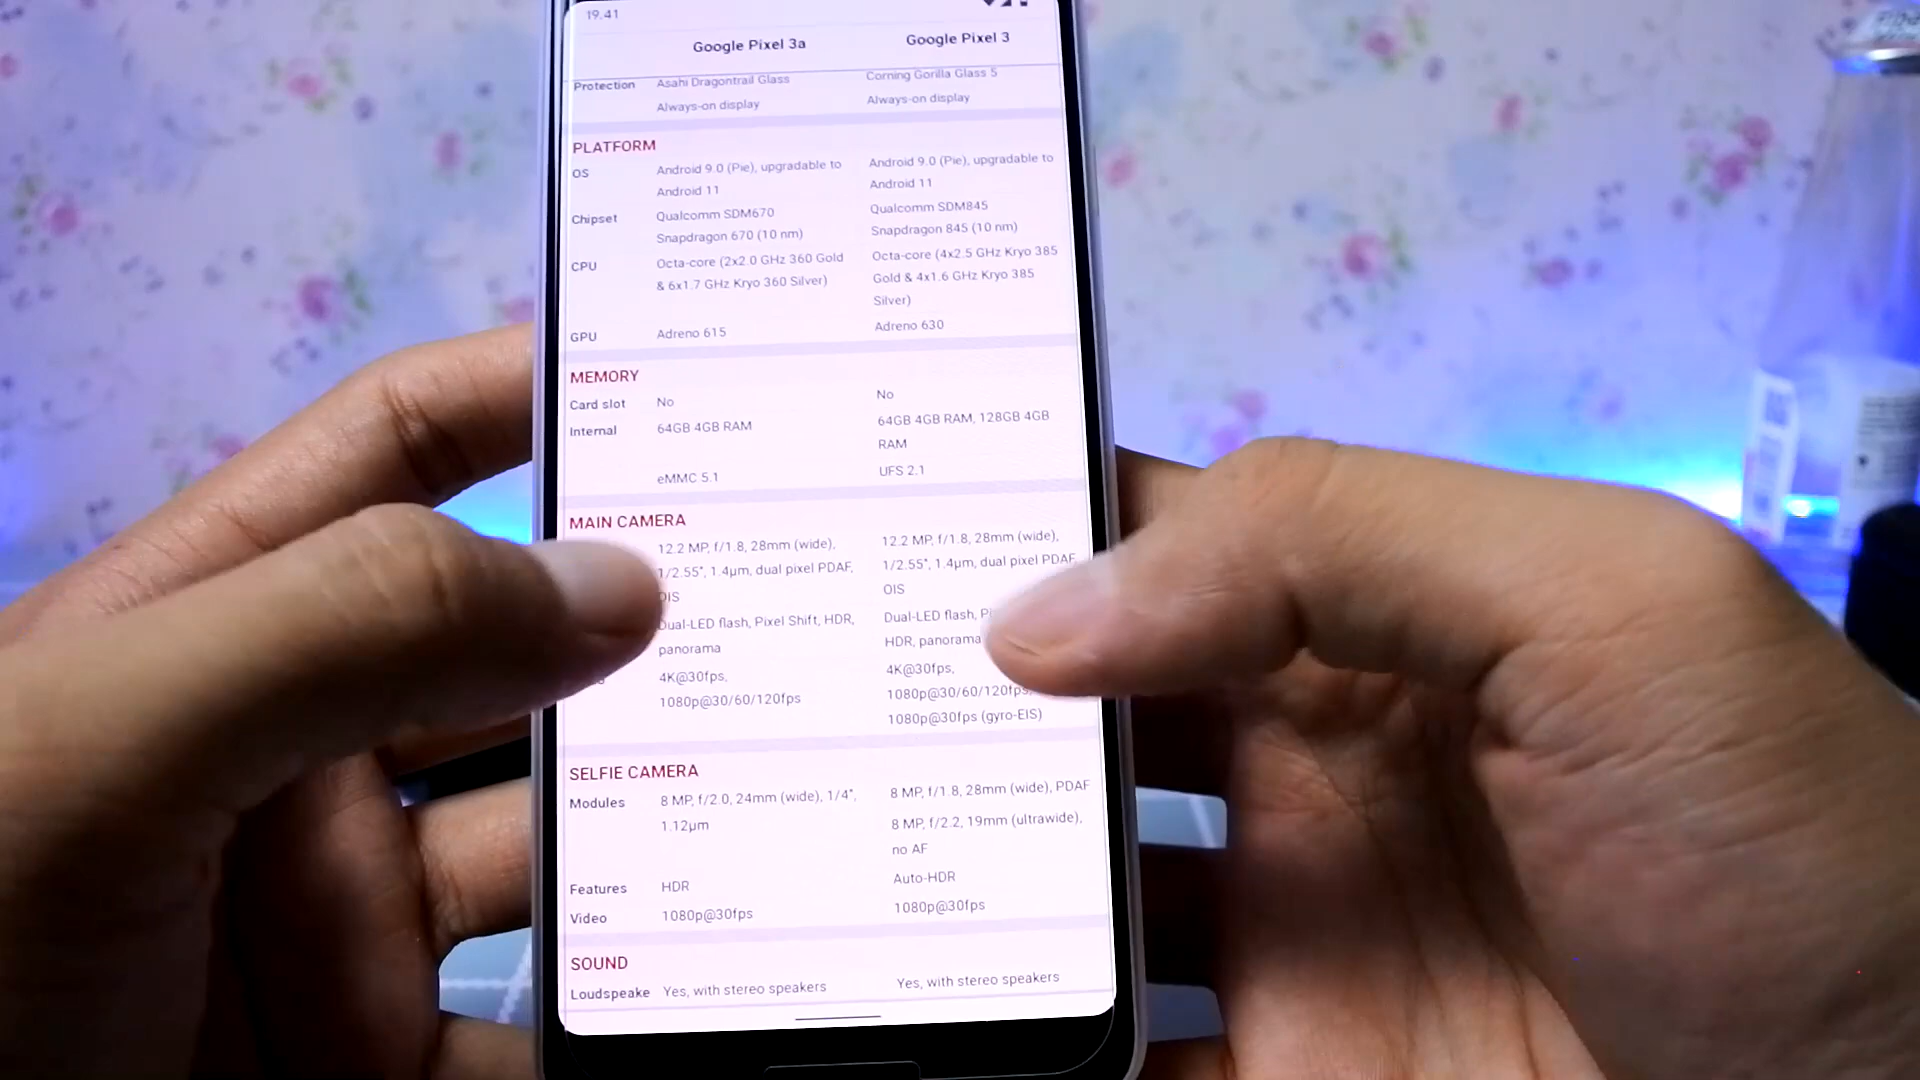 19.41
Google Pixel 3a Google Pixel 3
Protection Asahi Dragontrail Glass Corning Gorilla Glass 5
Always-on display Always-on display
PLATFORM
OS Android 9.0 (Pie), upgradable to Android 9.0 (Pie), upgradable to
Android 11 Android 11
Chipset Qualcomm SDM670 Qualcomm SDM845
Snapdragon 670 (10 nm) Snapdragon 845 (10 nm)
CPU Octa-core (2x2.0 GHz 360 Gold Octa-core (4x2.5 GHz Kryo 385
& 6x1.7 GHz Kryo 360 Silver) Gold & 4x1.6 GHz Kryo 385
Silver)
GPU Adreno 615 Adreno 630
MEMORY
Card slot No No
Internal 64GB 4GB RAM 64GB 4GB RAM, 128GB 4GB
RAM
eMMC 5.1 UFS 2.1
MAIN CAMERA
12.2 MP, f/1.8, 28mm (wide), 12.2 MP, f/1.8, 28mm (wide),
1/2.55", 1.4µm, dual pixel PDAF, 1/2.55", 1.4µm, dual pixel PDAF,
OIS OIS
Dual-LED flash, Pixel Shift, HDR, Dual-LED flash,
panorama HDR, panorama
4K@30fps, 4K@30fps,
1080p@30/60/120fps 1080p@30/60/120fps,
1080p@30fps (gyro-EIS)
SELFIE CAMERA
Modules 8 MP, f/2.0, 24mm (wide), 1/4", 8 MP, f/1.8, 28mm (wide), PDAF
1.12µm 8 MP, f/2.2, 19mm (ultrawide),
no AF
Features HDR Auto-HDR
Video 1080p@30fps 1080p@30fps
SOUND
Loudspeake Yes, with stereo speakers Yes, with stereo speakers